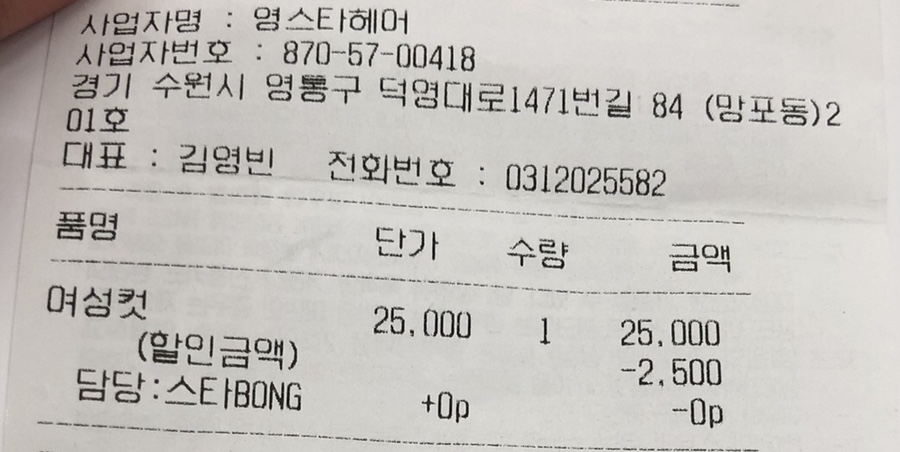 사업자명 : 영스타헤어
사업자번호 : 870-57-00418
경기 수원시 영통구 덕영대로1471번길 84 (망포동)2
01호
대표 : 김영빈 전화번호 : 0312025582
품명 단가 수량 금액
여성컷 25,000 1 25,000
(할인금액) -2,500
담당:스타BONG +0p -0p